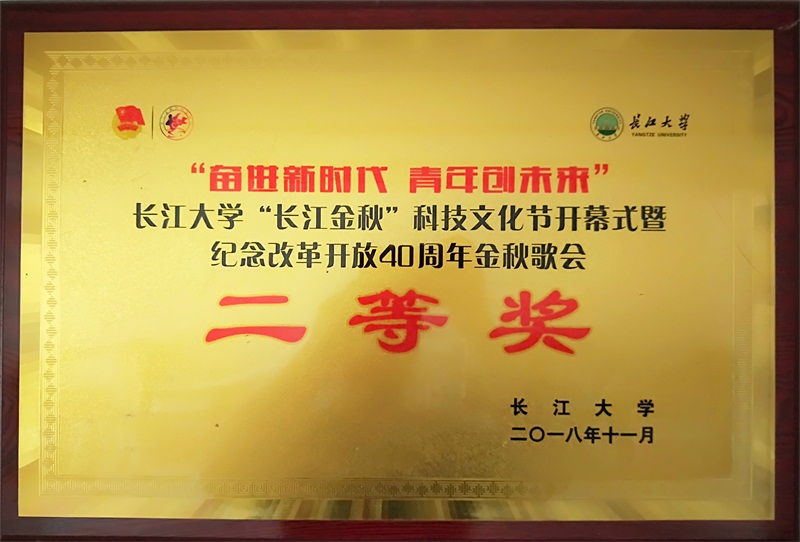 长江大学
YANGTZE UNIVERSITY
“奋进新时代 青年创未来”
长江大学“长江金秋”科技文化节开幕式暨
纪念改革开放40周年金秋歌会
二等奖
长江大学
二〇一八年十一月